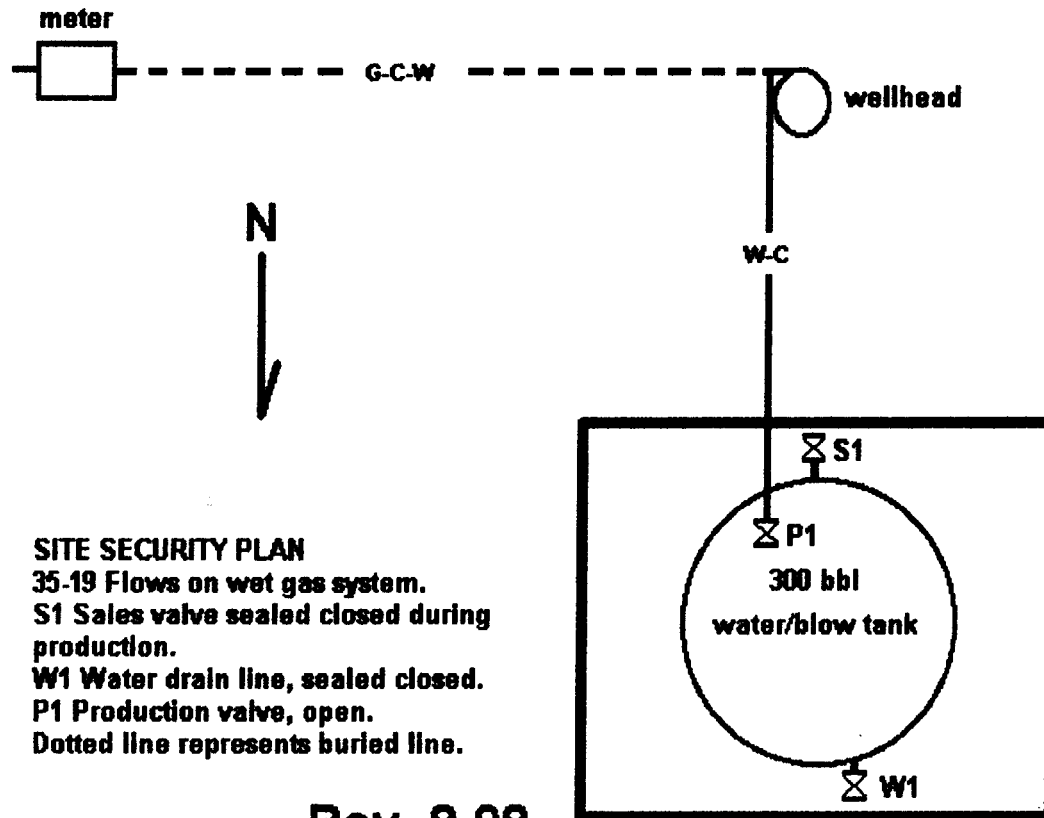 meter
G-C-W
wellhead
N
W-C
S1
P1
300 bbl
water/blow tank
W1
SITE SECURITY PLAN
35-19 Flows on wet gas system.
S1 Sales valve sealed closed during
production.
W1 Water drain line, sealed closed.
P1 Production valve, open.
Dotted line represents buried line.